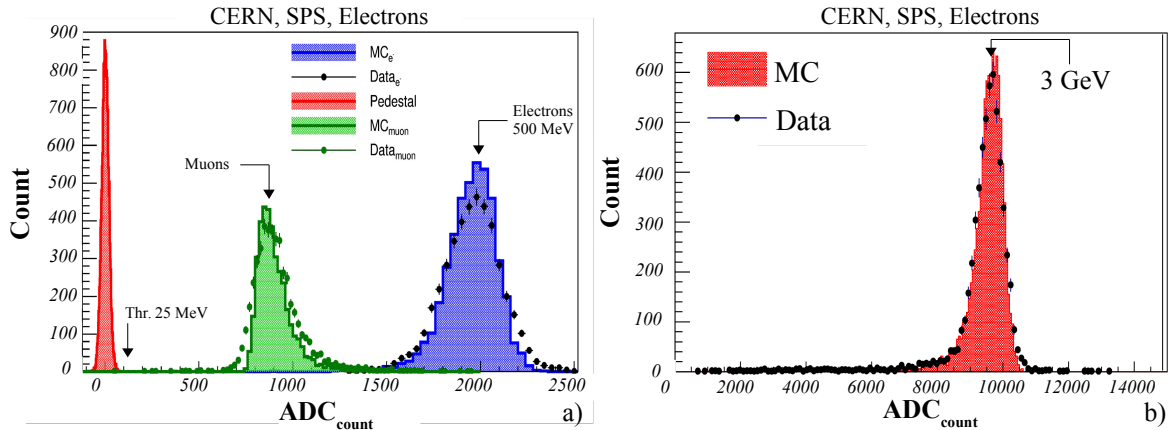 CERN, SPS, Electrons
900
800
700
600
500
400
300
200
100
0
Count
MCe-
Datae-
Pedestal
MCmuon
Datamuon
Electrons
500 MeV
Muons
Thr. 25 MeV
0 500 1000 1500 2000 2500
ADCcount
a)
CERN, SPS, Electrons
600
500
400
300
200
100
0
Count
MC
Data
3 GeV
0 2000 4000 6000 8000 10000 12000 14000
ADCcount
b)